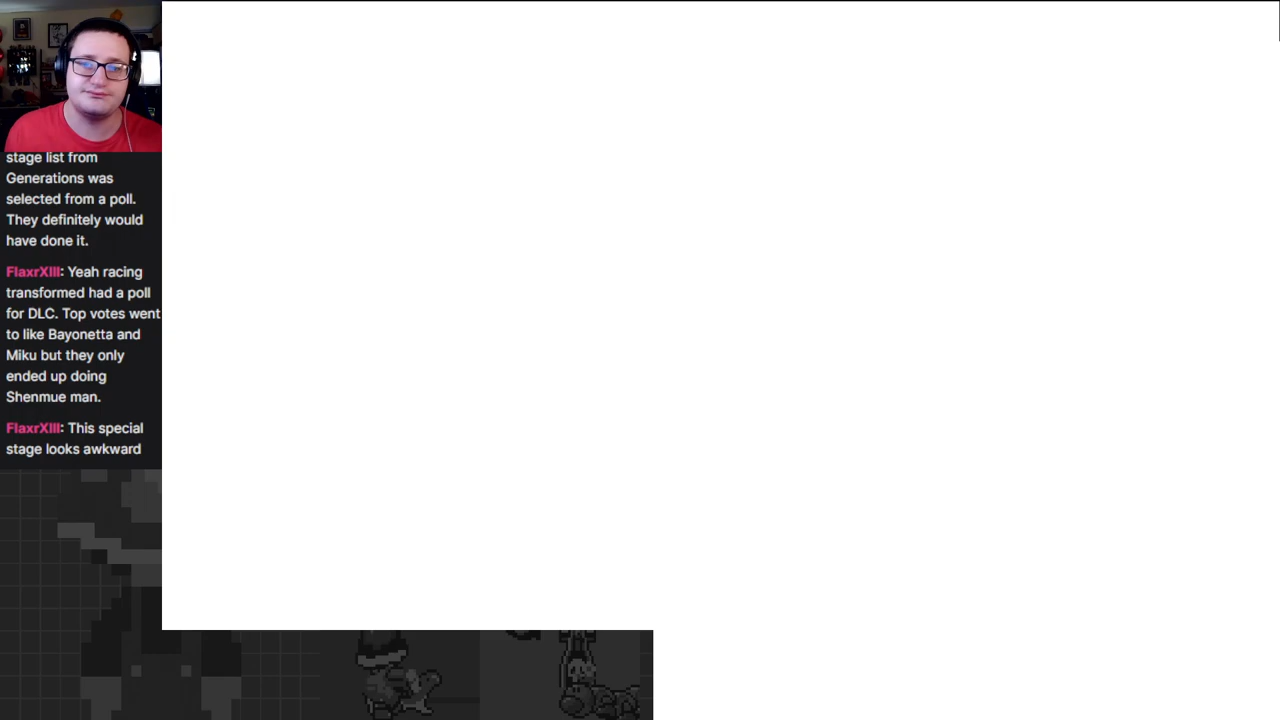 stage list from
Generations was
selected from a poll.
They definitely would
have done it.
FlaxrXIII: Yeah racing
transformed had a poll
for DLC. Top votes went
to like Bayonetta and
Miku but they only
ended up doing
Shenmue man.
FlaxrXIII: This special
stage looks awkward